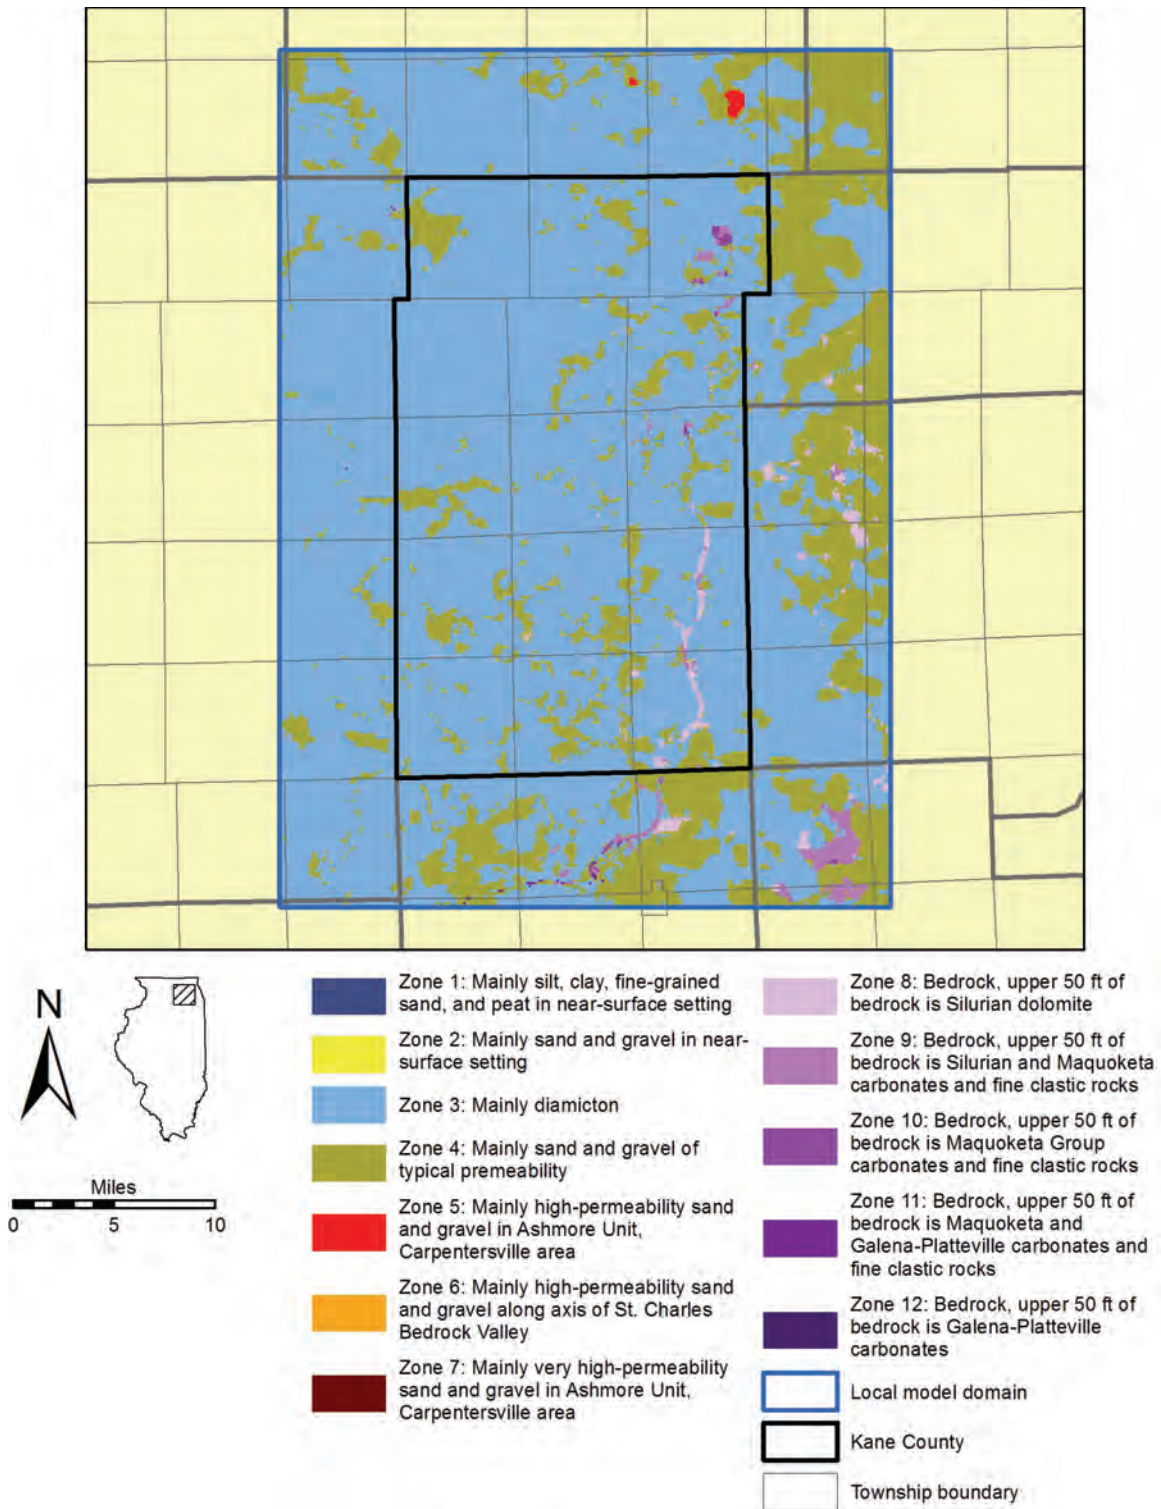 N
Miles
0 5 10
Zone 1: Mainly silt, clay, fine-grained
sand, and peat in near-surface setting
Zone 2: Mainly sand and gravel in near-
surface setting
Zone 3: Mainly diamicton
Zone 4: Mainly sand and gravel of
typical premeability
Zone 5: Mainly high-permeability sand
and gravel in Ashmore Unit,
Carpentersville area
Zone 6: Mainly high-permeability sand
and gravel along axis of St. Charles
Bedrock Valley
Zone 7: Mainly very high-permeability
sand and gravel in Ashmore Unit,
Carpentersville area
Zone 8: Bedrock, upper 50 ft of
bedrock is Silurian dolomite
Zone 9: Bedrock, upper 50 ft of
bedrock is Silurian and Maquoketa
carbonates and fine clastic rocks
Zone 10: Bedrock, upper 50 ft of
bedrock is Maquoketa Group
carbonates and fine clastic rocks
Zone 11: Bedrock, upper 50 ft of
bedrock is Maquoketa and
Galena-Platteville carbonates and
fine clastic rocks
Zone 12: Bedrock, upper 50 ft of
bedrock is Galena-Platteville
carbonates
Local model domain
Kane County
Township boundary